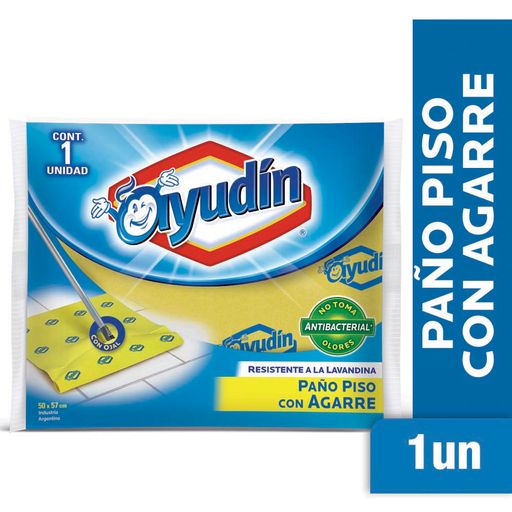 CONT.
1
UNIDAD
Ayudín
®
Ayudín
Ayudín
NO TOMA
ANTIBACTERIAL*
OLORES
CON OJAL
RESISTENTE A LA LAVANDINA
PAÑO PISO
CON AGARRE
50 x 57 cm
Industria
Argentina
PAÑO PISO
CON AGARRE
1un